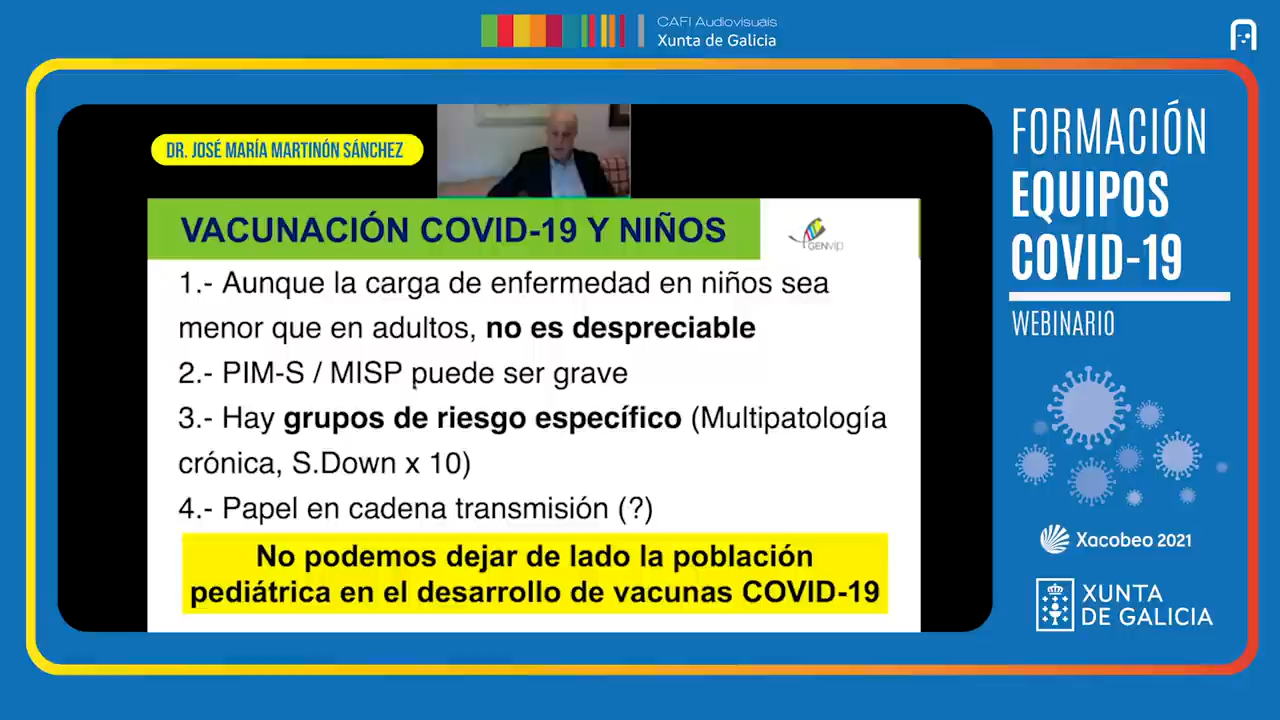 CAFI Audiovisuais
Xunta de Galicia
DR. JOSÉ MARÍA MARTINÓN SÁNCHEZ
VACUNACIÓN COVID-19 Y NIÑOS
GENvip
1.- Aunque la carga de enfermedad en niños sea
menor que en adultos, no es despreciable
2.- PIM-S / MISP puede ser grave
3.- Hay grupos de riesgo específico (Multipatología
crónica, S.Down x 10)
4.- Papel en cadena transmisión (?)
No podemos dejar de lado la población
pediátrica en el desarrollo de vacunas COVID-19
FORMACIÓN
EQUIPOS
COVID-19
WEBINARIO
Xacobeo 2021
XUNTA
DE GALICIA